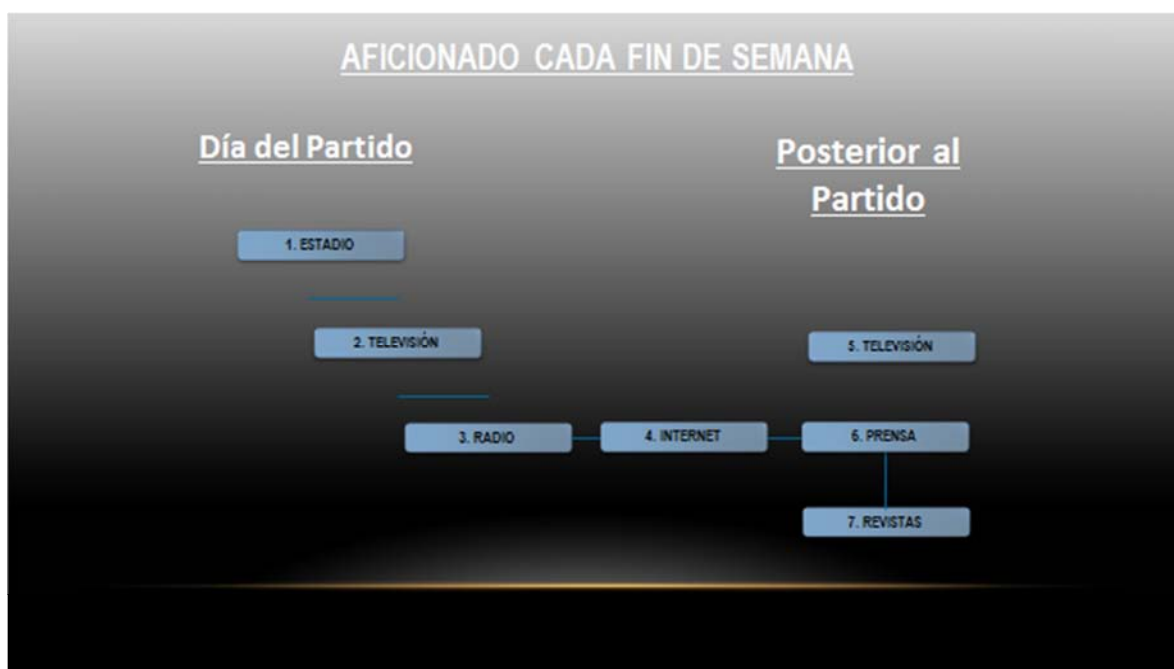 AFICIONADO CADA FIN DE SEMANA
Día del Partido
Posterior al
Partido
1. ESTADIO
2. TELEVISIÓN
5. TELEVISIÓN
3. RADIO
4. INTERNET
6. PRENSA
7. REVISTAS